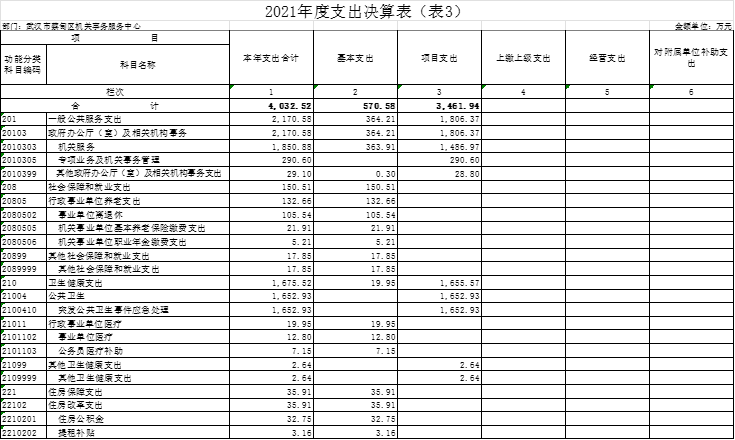 2021年度支出决算表（表3）
部门：武汉市蔡甸区机关事务服务中心 金额单位：万元
项 目 本年支出合计 基本支出 项目支出 上缴上级支出 经营支出 对附属单位补助支出
功能分类科目编码 科目名称
栏次 1 2 3 4 5 6
合 计 4,032.52 570.58 3,461.94
201 一般公共服务支出 2,170.58 364.21 1,806.37
20103 政府办公厅（室）及相关机构事务 2,170.58 364.21 1,806.37
2010303 机关服务 1,850.88 363.91 1,486.97
2010305 专项业务及机关事务管理 290.60 290.60
2010399 其他政府办公厅（室）及相关机构事务支出 29.10 0.30 28.80
208 社会保障和就业支出 150.51 150.51
20805 行政事业单位养老支出 132.66 132.66
2080502 事业单位离退休 105.54 105.54
2080505 机关事业单位基本养老保险缴费支出 21.91 21.91
2080506 机关事业单位职业年金缴费支出 5.21 5.21
20899 其他社会保障和就业支出 17.85 17.85
2089999 其他社会保障和就业支出 17.85 17.85
210 卫生健康支出 1,675.52 19.95 1,655.57
21004 公共卫生 1,652.93 1,652.93
2100410 突发公共卫生事件应急处理 1,652.93 1,652.93
21011 行政事业单位医疗 19.95 19.95
2101102 事业单位医疗 12.80 12.80
2101103 公务员医疗补助 7.15 7.15
21099 其他卫生健康支出 2.64 2.64
2109999 其他卫生健康支出 2.64 2.64
221 住房保障支出 35.91 35.91
22102 住房改革支出 35.91 35.91
2210201 住房公积金 32.75 32.75
2210202 提租补贴 3.16 3.16